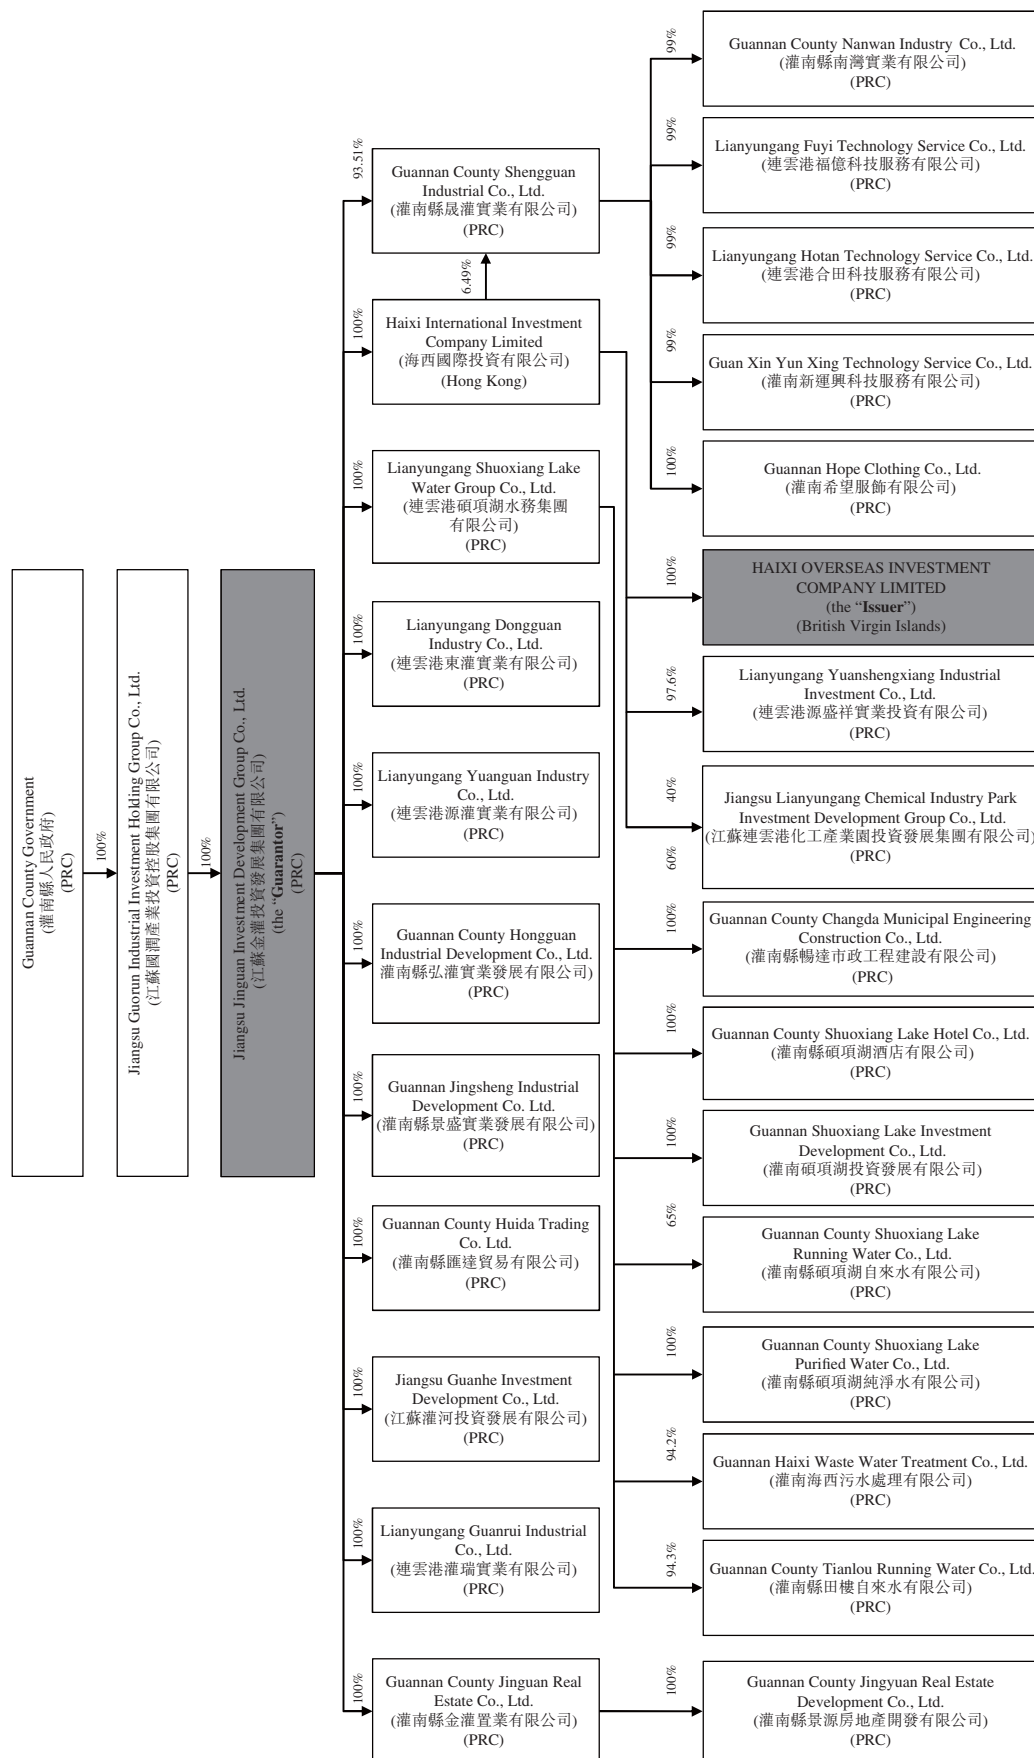 Guannan County Government
(灌南縣人民政府)
(PRC)
100%
Jiangsu Guorun Industrial Investment Holding Group Co., Ltd.
(江蘇國潤產業投資控股集團有限公司)
(PRC)
100%
Jiangsu Jinguan Investment Development Group Co., Ltd.
(江蘇金灌投資發展集團有限公司)
(the “Guarantor”)
(PRC)
93.51%
Guannan County Shengguan
Industrial Co., Ltd.
(灌南縣晟灌實業有限公司)
(PRC)
6.49%
100%
Haixi International Investment
Company Limited
(海西國際投資有限公司)
(Hong Kong)
100%
Lianyungang Shuoxiang Lake
Water Group Co., Ltd.
(連雲港碩項湖水務集團
有限公司)
(PRC)
100%
Lianyungang Dongguan
Industry Co., Ltd.
(連雲港東灌實業有限公司)
(PRC)
100%
Lianyungang Yuanguan Industry
Co., Ltd.
(連雲港源灌實業有限公司)
(PRC)
100%
Guannan County Hongguan
Industrial Development Co., Ltd.
灌南縣弘灌實業發展有限公司)
(PRC)
100%
Guannan Jingsheng Industrial
Development Co. Ltd.
(灌南縣景盛實業發展有限公司)
(PRC)
100%
Guannan County Huida Trading
Co. Ltd.
(灌南縣匯達貿易有限公司)
(PRC)
100%
Jiangsu Guanhe Investment
Development Co., Ltd.
(江蘇灌河投資發展有限公司)
(PRC)
100%
Lianyungang Guanrui Industrial
Co., Ltd.
(連雲港灌瑞實業有限公司)
(PRC)
100%
Guannan County Jinguan Real
Estate Co., Ltd.
(灌南縣金灌置業有限公司)
(PRC)
99%
Guannan County Nanwan Industry Co., Ltd.
(灌南縣南灣實業有限公司)
(PRC)
99%
Lianyungang Fuyi Technology Service Co., Ltd.
(連雲港福億科技服務有限公司)
(PRC)
99%
Lianyungang Hotan Technology Service Co., Ltd.
(連雲港合田科技服務有限公司)
(PRC)
99%
Guan Xin Yun Xing Technology Service Co., Ltd.
(灌南新運興科技服務有限公司)
(PRC)
100%
Guannan Hope Clothing Co., Ltd.
(灌南希望服飾有限公司)
(PRC)
100%
HAIXI OVERSEAS INVESTMENT
COMPANY LIMITED
(the “Issuer”)
(British Virgin Islands)
97.6%
Lianyungang Yuanshengxiang Industrial
Investment Co., Ltd.
(連雲港源盛祥實業投資有限公司)
(PRC)
40%
60%
Jiangsu Lianyungang Chemical Industry Park
Investment Development Group Co., Ltd.
(江蘇連雲港化工產業園投資發展集團有限公司)
(PRC)
100%
Guannan County Changda Municipal Engineering
Construction Co., Ltd.
(灌南縣暢達市政工程建設有限公司)
(PRC)
100%
Guannan County Shuoxiang Lake Hotel Co., Ltd.
(灌南縣碩項湖酒店有限公司)
(PRC)
100%
Guannan Shuoxiang Lake Investment
Development Co., Ltd.
(灌南碩項湖投資發展有限公司)
(PRC)
65%
Guannan County Shuoxiang Lake
Running Water Co., Ltd.
(灌南縣碩項湖自來水有限公司)
(PRC)
100%
Guannan County Shuoxiang Lake
Purified Water Co., Ltd.
(灌南縣碩項湖純淨水有限公司)
(PRC)
94.2%
Guannan Haixi Waste Water Treatment Co., Ltd.
(灌南海西污水處理有限公司)
(PRC)
94.3%
Guannan County Tianlou Running Water Co., Ltd.
(灌南縣田樓自來水有限公司)
(PRC)
100%
Guannan County Jingyuan Real Estate
Development Co., Ltd.
(灌南縣景源房地產開發有限公司)
(PRC)